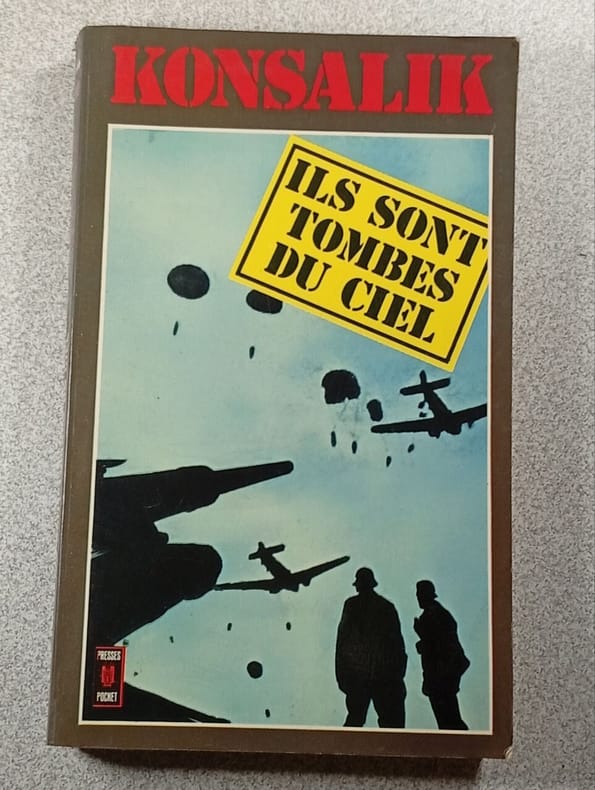 KONSALIK
ILS SONT
TOMBES
DU CIEL
PRESSES
POCKET